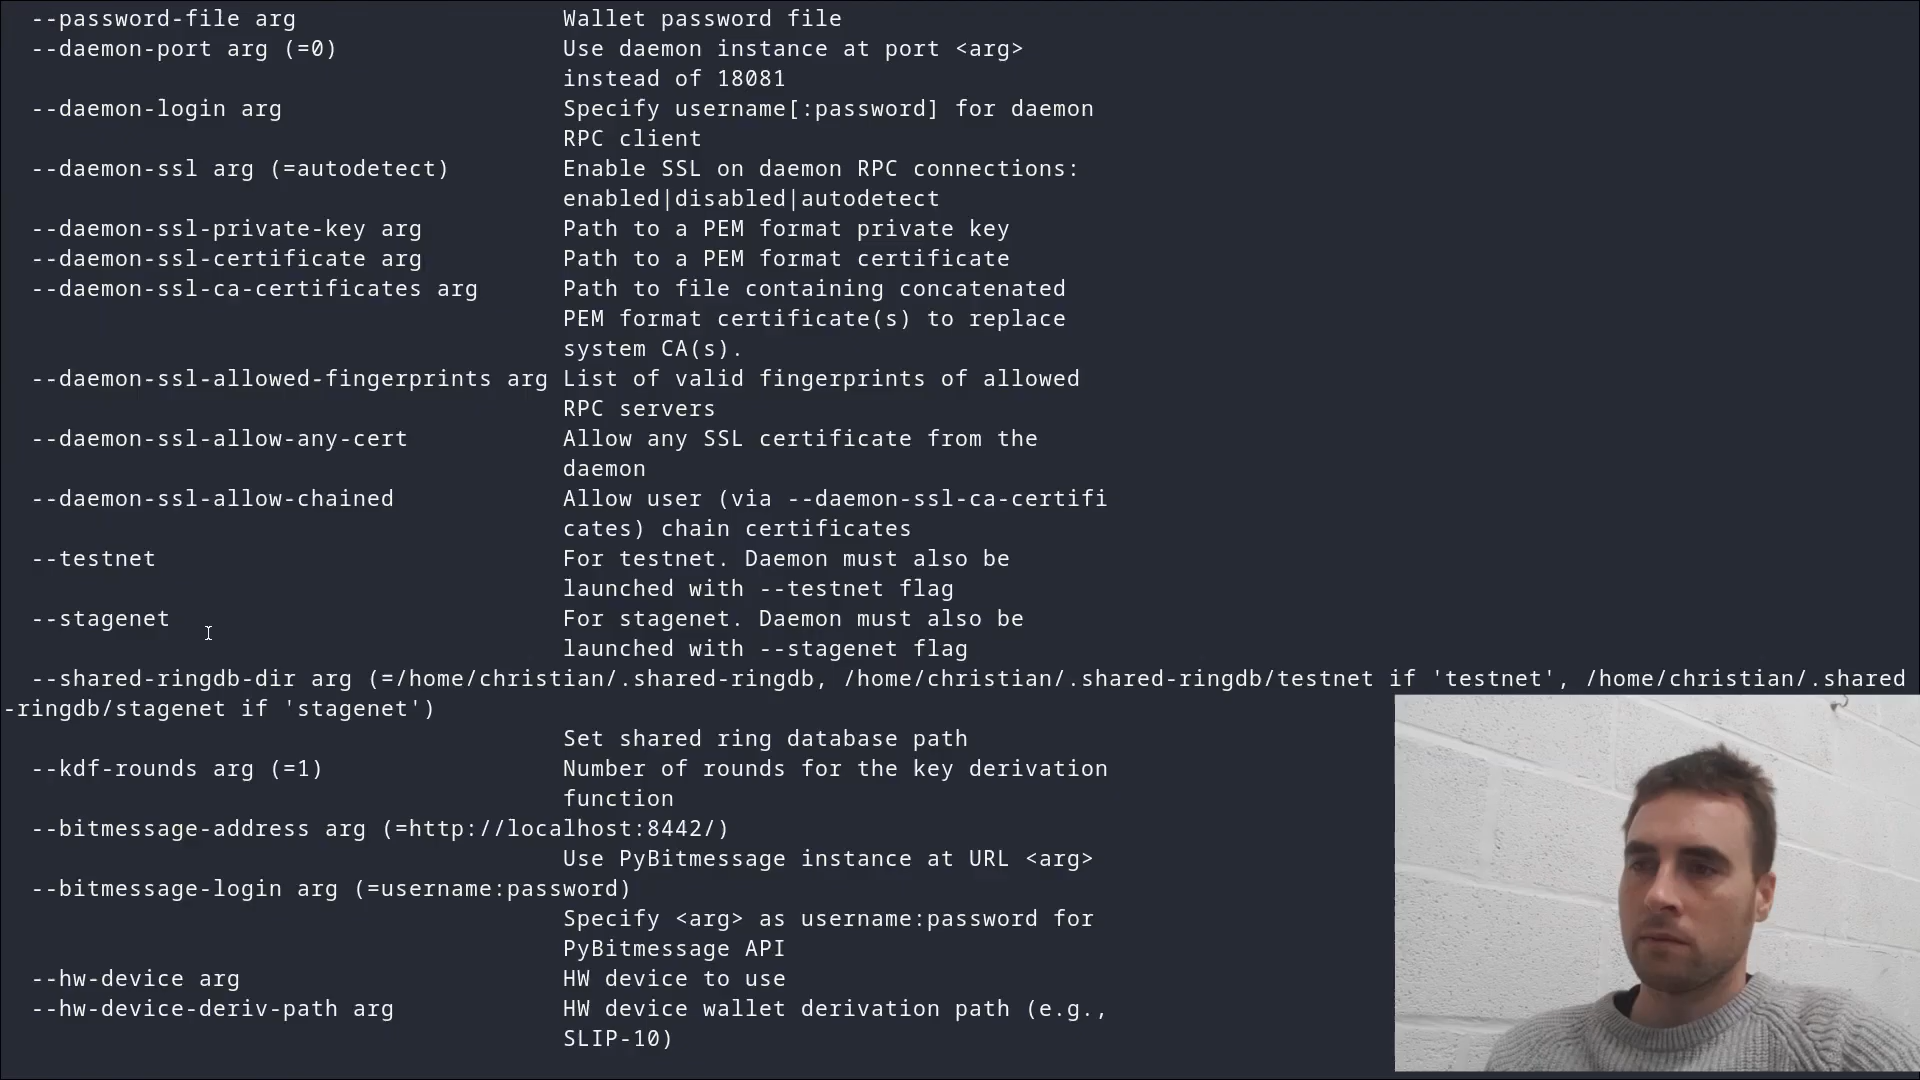 --password-file arg Wallet password file
--daemon-port arg (=0) Use daemon instance at port <arg>
instead of 18081
--daemon-login arg Specify username[:password] for daemon
RPC client
--daemon-ssl arg (=autodetect) Enable SSL on daemon RPC connections:
enabled|disabled|autodetect
--daemon-ssl-private-key arg Path to a PEM format private key
--daemon-ssl-certificate arg Path to a PEM format certificate
--daemon-ssl-ca-certificates arg Path to file containing concatenated
PEM format certificate(s) to replace
system CA(s).
--daemon-ssl-allowed-fingerprints arg List of valid fingerprints of allowed
RPC servers
--daemon-ssl-allow-any-cert Allow any SSL certificate from the
daemon
--daemon-ssl-allow-chained Allow user (via --daemon-ssl-ca-certifi
cates) chain certificates
--testnet For testnet. Daemon must also be
launched with --testnet flag
--stagenet For stagenet. Daemon must also be
launched with --stagenet flag
--shared-ringdb-dir arg (=/home/christian/.shared-ringdb, /home/christian/.shared-ringdb/testnet if 'testnet', /home/christian/.shared
-ringdb/stagenet if 'stagenet')
Set shared ring database path
--kdf-rounds arg (=1) Number of rounds for the key derivation
function
--bitmessage-address arg (=http://localhost:8442/)
Use PyBitmessage instance at URL <arg>
--bitmessage-login arg (=username:password)
Specify <arg> as username:password for
PyBitmessage API
--hw-device arg HW device to use
--hw-device-deriv-path arg HW device wallet derivation path (e.g.,
SLIP-10)